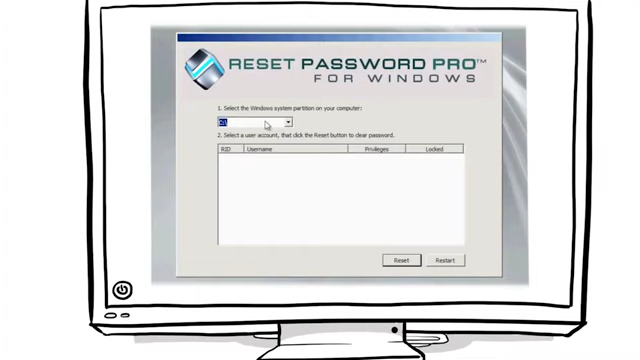 RESET PASSWORD PRO™
FOR WINDOWS
1. Select the Windows system partition on your computer:
C:\
2. Select a user account, that click the Reset button to clear password.
RID Username Privileges Locked
Reset Restart